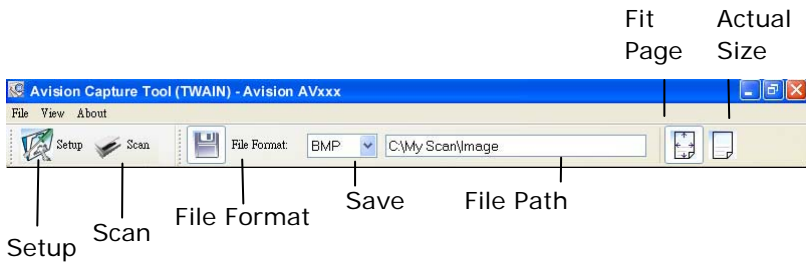 Fit Page
Actual Size
Avision Capture Tool (TWAIN) - Avision AVxxx
File View About
Setup Scan File Format: BMP C:\My Scan\Image
Setup
Scan
File Format
Save
File Path